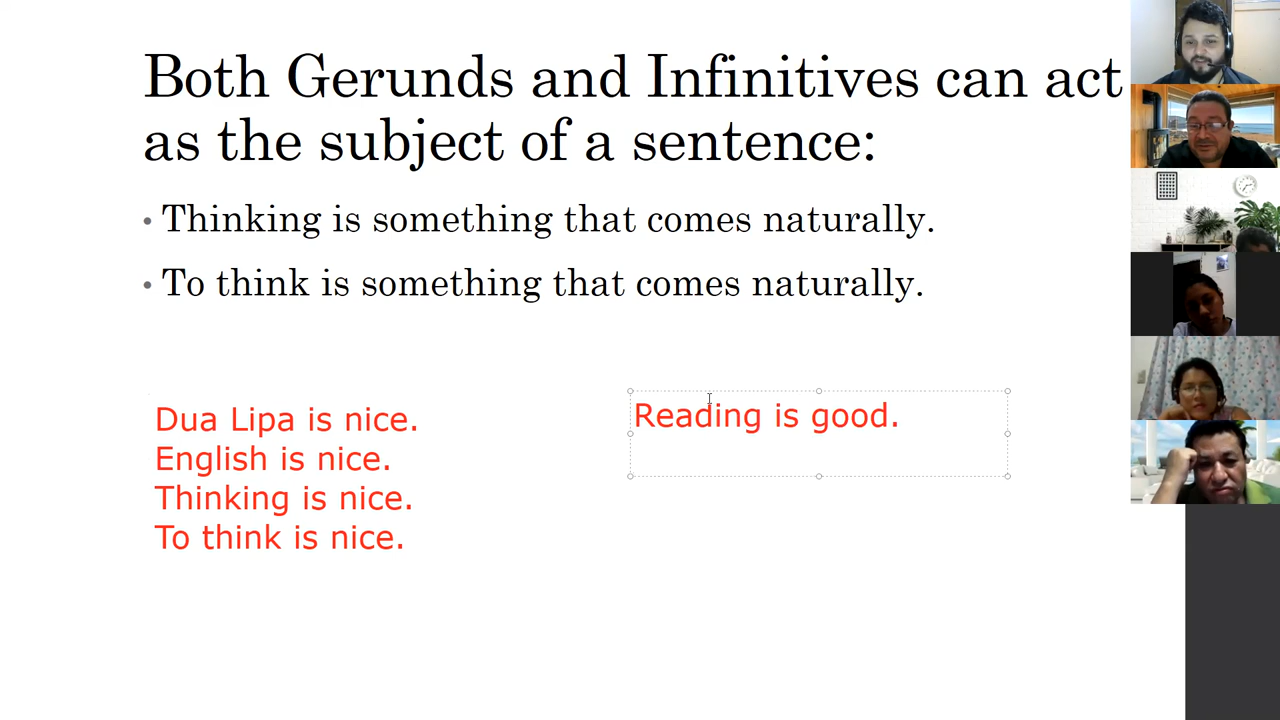 Both Gerunds and Infinitives can act
as the subject of a sentence:
• Thinking is something that comes naturally.
• To think is something that comes naturally.
Dua Lipa is nice.
English is nice.
Thinking is nice.
To think is nice.
Reading is good.